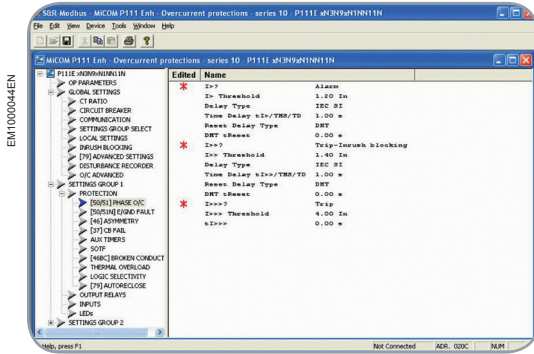 EM1000044EN
S&R Modbus - MiCOM P111 Enh - Overcurrent protections - series 10 - P111E xN3N9xN1NN11N
File Edit View Device Tools Window Help
MiCOM P111 Enh - Overcurrent protections - series 10 - P111E xN3N9xN1NN11N
P111E xN3N9xN1NN11N
OP PARAMETERS
GLOBAL SETTINGS
CT RATIO
CIRCUIT BREAKER
COMMUNICATION
SETTINGS GROUP SELECT
LOCAL SETTINGS
INRUSH BLOCKING
[79] ADVANCED SETTINGS
DISTURBANCE RECORDER
O/C ADVANCED
SETTINGS GROUP 1
PROTECTION
[50/51] PHASE O/C
[50/51N] E/GND FAULT
[46] ASYMMETRY
[37] CB FAIL
AUX TIMERS
SOTF
[46BC] BROKEN CONDUCT
THERMAL OVERLOAD
LOGIC SELECTIVITY
[79] AUTORECLOSE
OUTPUT RELAYS
INPUTS
LEDs
SETTINGS GROUP 2
Edited Name
I>? Alarm
I> Threshold 1.20 In
Delay Type IEC SI
Time Delay tI>/TMS/TD 1.00 s
Reset Delay Type DMT
DMT tReset 0.00 s
I>>? Trip-Inrush blocking
I>> Threshold 1.40 In
Delay Type IEC SI
Time Delay tI>>/TMS/TD 1.00 s
Reset Delay Type DMT
DMT tReset 0.00 s
I>>>? Trip
I>>> Threshold 4.00 In
tI>>> 0.00 s
Help, press F1
Not Connected ADR. 020C NUM